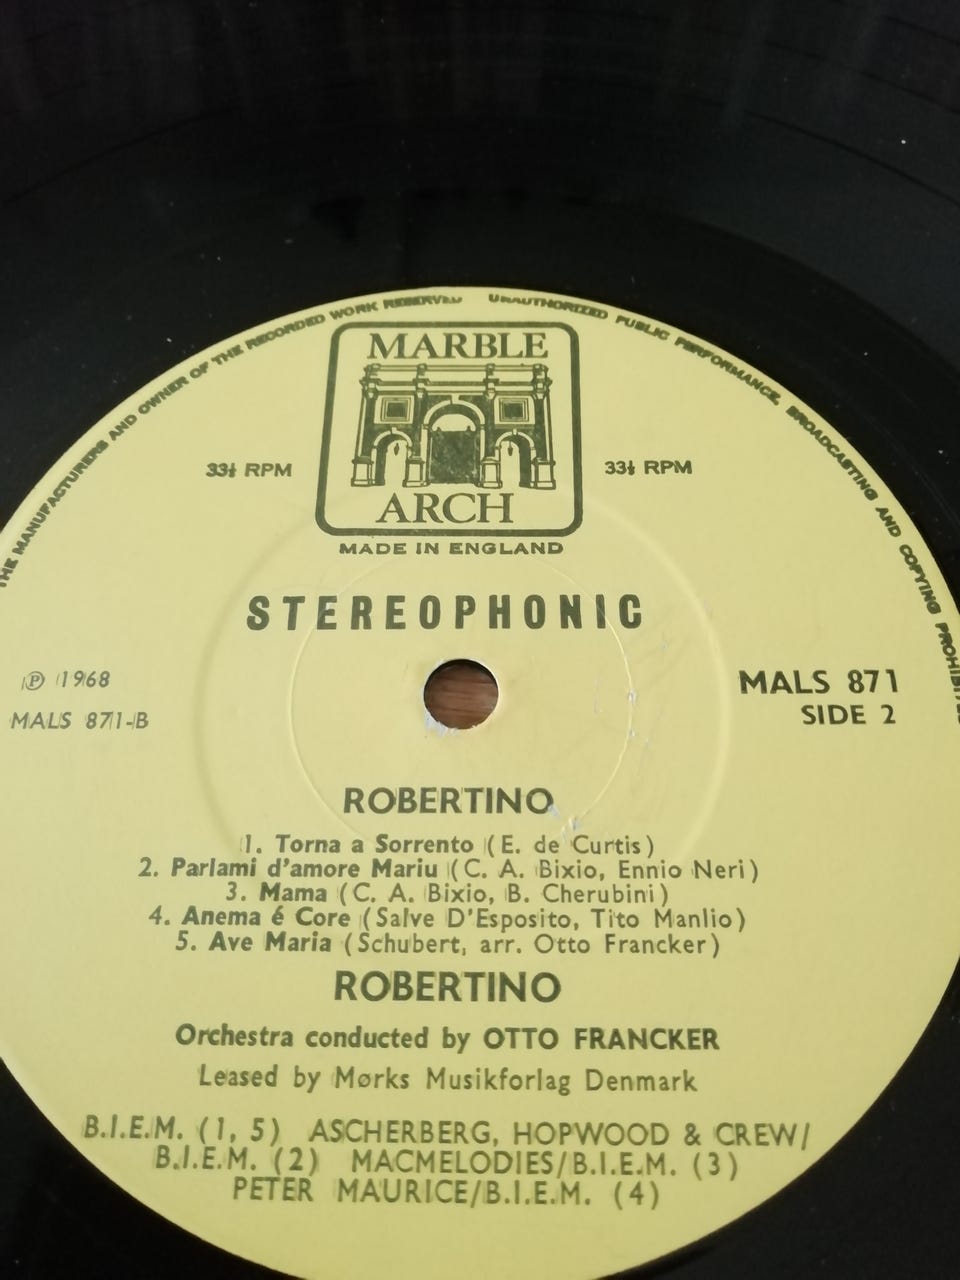 THE MANUFACTURERS AND OWNER OF THE RECORDED WORK RESERVED UNAUTHORIZED PUBLIC PERFORMANCE, BROADCASTING AND COPYING PROHIBITED
MARBLE
ARCH
33⅓ RPM 33⅓ RPM
MADE IN ENGLAND
STEREOPHONIC
℗ 1968 MALS 871
MALS 871-B SIDE 2
ROBERTINO
1. Torna a Sorrento (E. de Curtis)
2. Parlami d'amore Mariu (C. A. Bixio, Ennio Neri)
3. Mama (C. A. Bixio, B. Cherubini)
4. Anema é Core (Salve D'Esposito, Tito Manlio)
5. Ave Maria (Schubert, arr. Otto Francker)
ROBERTINO
Orchestra conducted by OTTO FRANCKER
Leased by Mørks Musikforlag Denmark
B.I.E.M. (1, 5) ASCHERBERG, HOPWOOD & CREW/
B.I.E.M. (2) MACMELODIES/B.I.E.M. (3)
PETER MAURICE/B.I.E.M. (4)